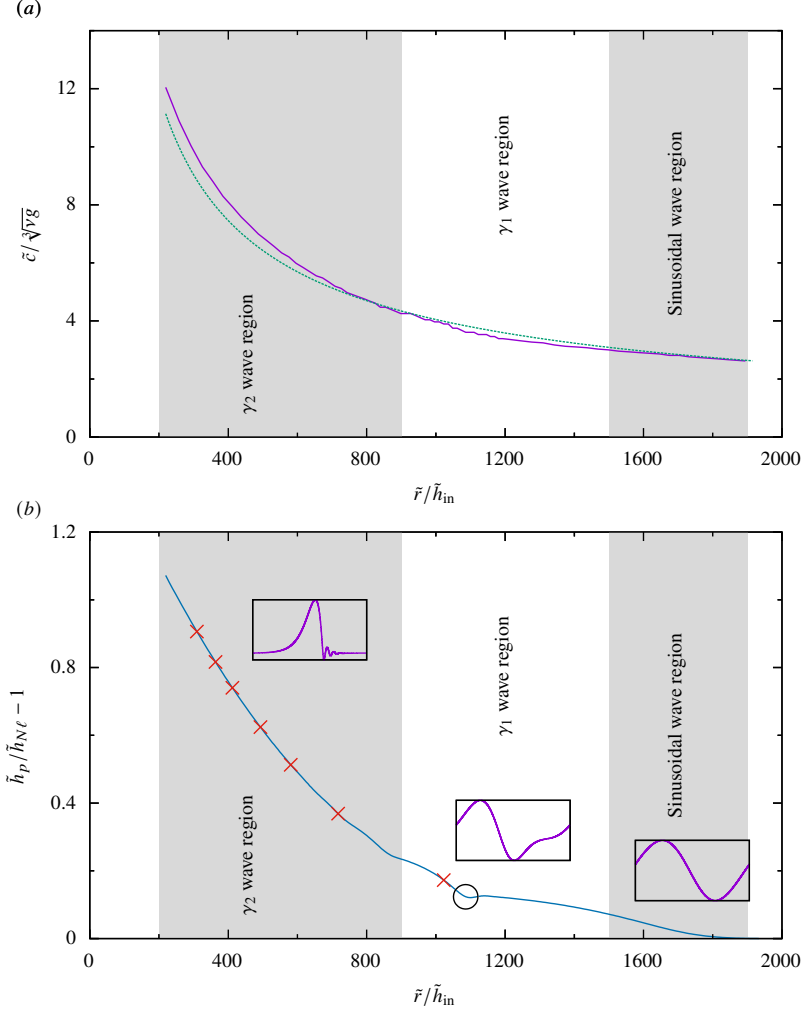 (a)
12
8
4
0
c̃/∛νg
γ₂ wave region
γ₁ wave region
Sinusoidal wave region
0 400 800 1200 1600 2000
r̃/h̃in
(b)
1.2
0.8
0.4
0
h̃p/h̃Nℓ − 1
γ₂ wave region
γ₁ wave region
Sinusoidal wave region
0 400 800 1200 1600 2000
r̃/h̃in